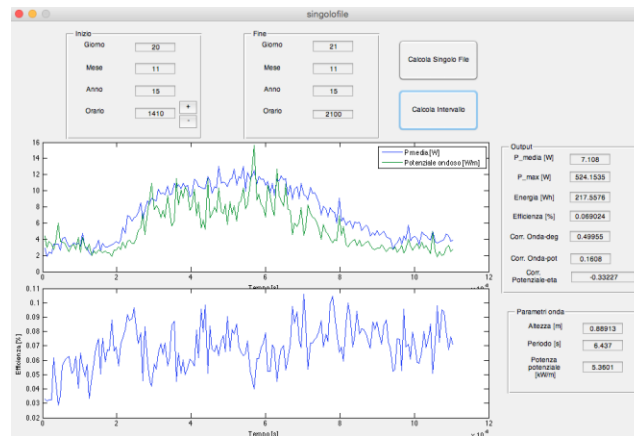 singolofile
Inizio
Giorno 20
Mese 11
Anno 15
Orario 1410
+
-
Fine
Giorno 21
Mese 11
Anno 15
Orario 2100
Calcola Singolo File
Calcola Intervallo
16
14
12
10
8
6
4
2
0
Pmedia [W]
Potenziale ondoso [W/m]
0 2 4 6 8 10 12
Tempo [s]
Output
P_media [W] 7.108
P_max [W] 524.1535
Energia [Wh] 217.5576
Efficienza [%] 0.069024
Corr. Onda-deg 0.49955
Corr. Onda-pot 0.1608
Corr.
Potenziale-eta -0.33227
Efficienza [%]
0.11
0.1
0.09
0.08
0.07
0.06
0.05
0.04
0.03
0.02
0 2 4 6 8 10 12
Tempo [s]
Parametri onda
Altezza [m] 0.88913
Periodo [s] 6.437
Potenza
potenziale 5.3601
[kW/m]